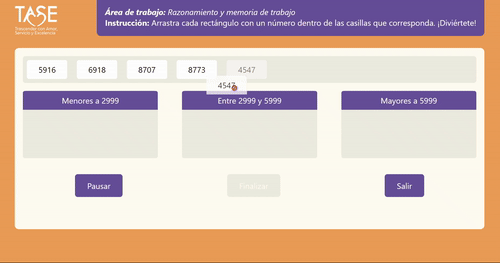 TASE
Trascender con Amor,
Servicio y Excelencia
Área de trabajo: Razonamiento y memoria de trabajo
Instrucción: Arrastra cada rectángulo con un número dentro de las casillas que corresponda. ¡Diviértete!
5916 6918 8707 8773 4547
4547
Menores a 2999 Entre 2999 y 5999 Mayores a 5999
Pausar Finalizar Salir